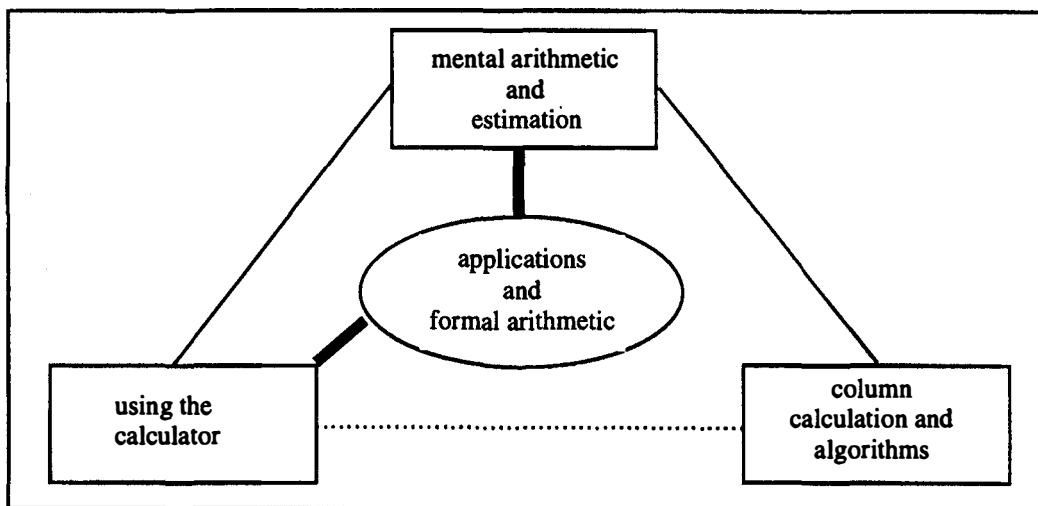 mental arithmetic
and
estimation
applications
and
formal arithmetic
using the
calculator
column
calculation and
algorithms